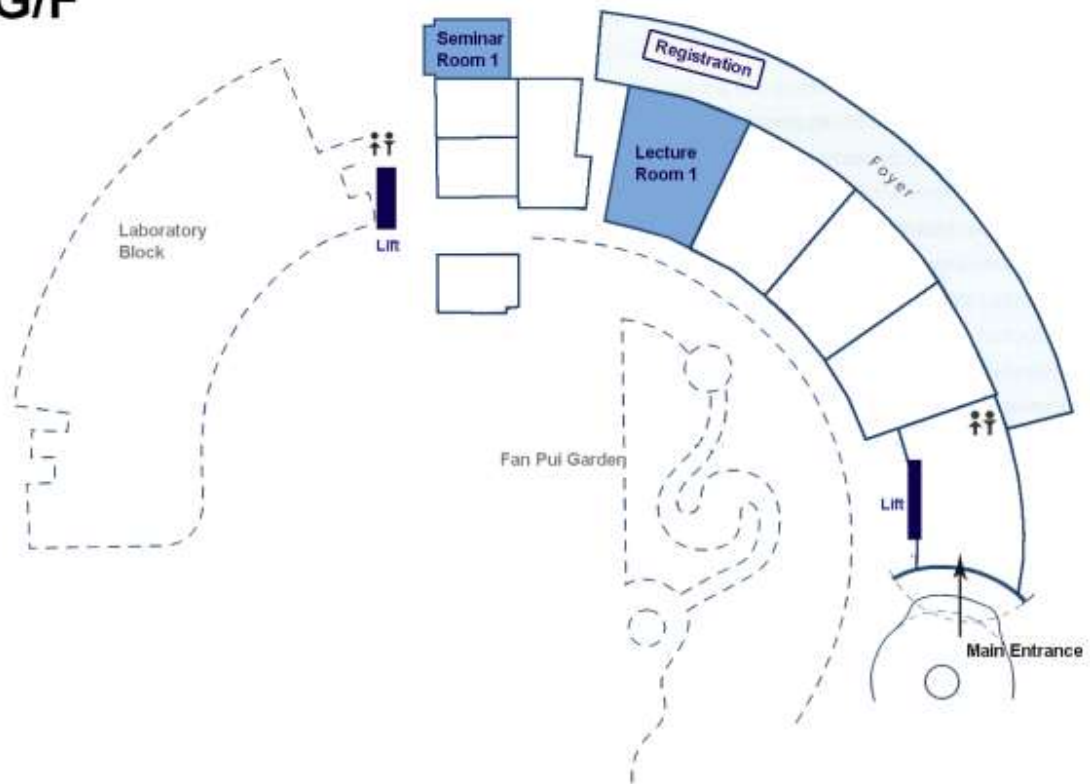 G/F
Seminar
Room 1
Registration
Lecture
Room 1
Foyer
Laboratory
Block
Lift
Fan Pui Garden
Lift
Main Entrance